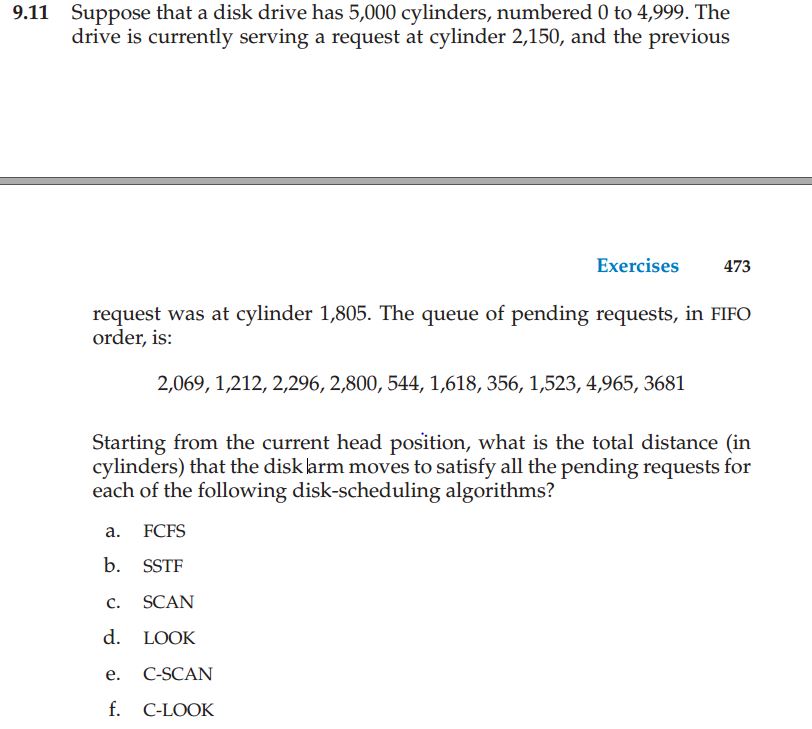 9.11 Suppose that a disk drive has 5,000 cylinders, numbered 0 to 4,999. The
drive is currently serving a request at cylinder 2,150, and the previous
Exercises 473
request was at cylinder 1,805. The queue of pending requests, in FIFO
order, is:
2,069, 1,212, 2,296, 2,800, 544, 1,618, 356, 1,523, 4,965, 3681
Starting from the current head position, what is the total distance (in
cylinders) that the disk arm moves to satisfy all the pending requests for
each of the following disk-scheduling algorithms?
a. FCFS
b. SSTF
c. SCAN
d. LOOK
e. C-SCAN
f. C-LOOK